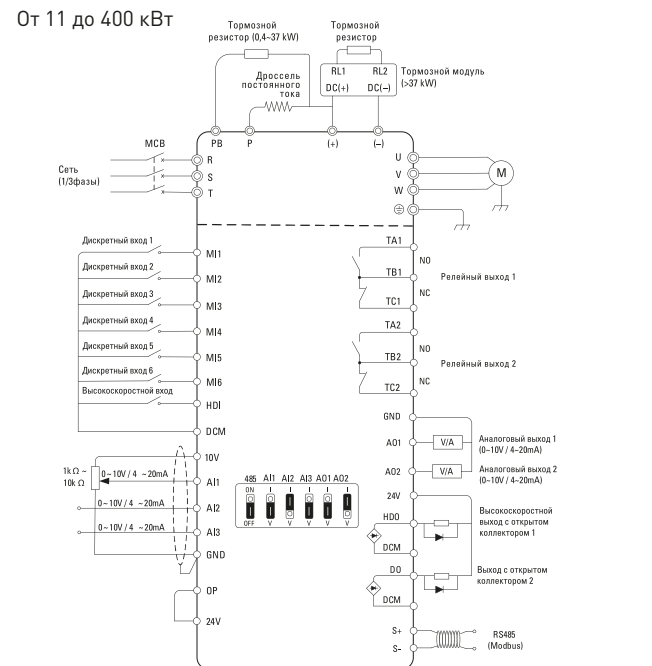 От 11 до 400 кВт
Тормозной
резистор (0,4~37 kW)
Тормозной
резистор
Дроссель
постоянного
тока
RL1 RL2
DC(+) DC(–)
Тормозной модуль
(>37 kW)
PB P (+) (–)
MCB
Сеть
(1/3фазы)
R
S
T
U
V
W
M
Дискретный вход 1
MI1
Дискретный вход 2
MI2
Дискретный вход 3
MI3
Дискретный вход 4
MI4
Дискретный вход 5
MI5
Дискретный вход 6
MI6
Высокоскоростной вход
HDI
DCM
10V
1k Ω ~
10k Ω
0~10V / 4 ~20mA
AI1
0~10V / 4 ~20mA
AI2
0~10V / 4 ~20mA
AI3
GND
OP
24V
485 AI1 AI2 AI3 AO1 AO2
ON I I I I I
OFF V V V V V
TA1
NO
TB1
Релейный выход 1
NC
TC1
TA2
NO
TB2
Релейный выход 2
NC
TC2
GND
AO1
V/A
Аналоговый выход 1
(0–10V / 4–20mA)
AO2
V/A
Аналоговый выход 2
(0–10V / 4–20mA)
24V
HDO
Высокоскоростной
выход с открытом
коллектором 1
DCM
DO
Выход с открытом
коллектором 2
DCM
S+
S–
RS485
(Modbus)